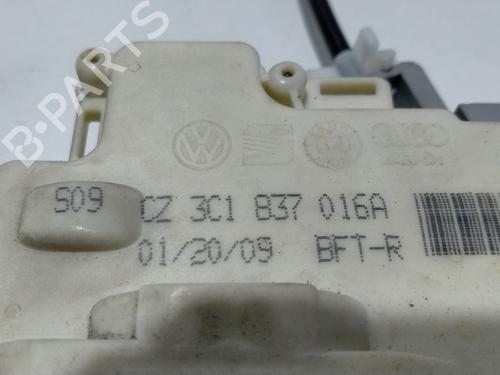 B-PARTS
S09
CZ 3C1 837 016A
01/20/09 BFT-R